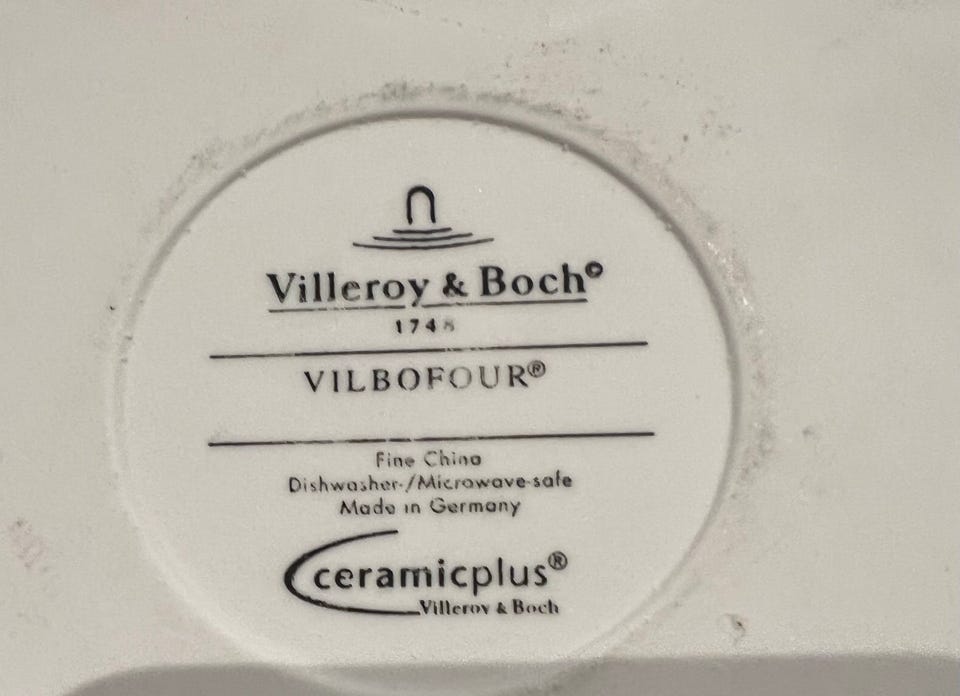 Villeroy & Boch©
1748
VILBOFOUR®
Fine China
Dishwasher-/Microwave-safe
Made in Germany
ceramicplus®
Villeroy & Boch